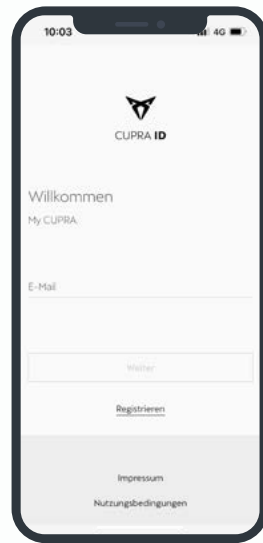 10:03
4G
CUPRA ID
Willkommen
My CUPRA
E-Mail
Weiter
Registrieren
Impressum
Nutzungsbedingungen